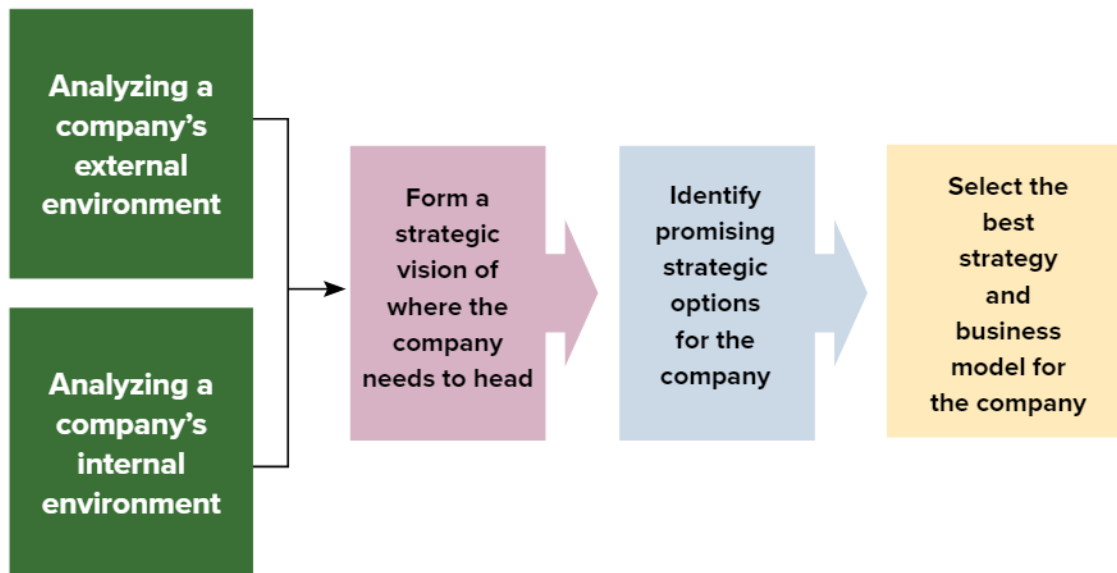 Analyzing a
company’s
external
environment
Analyzing a
company’s
internal
environment
Form a
strategic
vision of
where the
company
needs to head
Identify
promising
strategic
options
for the
company
Select the
best
strategy
and
business
model for
the company